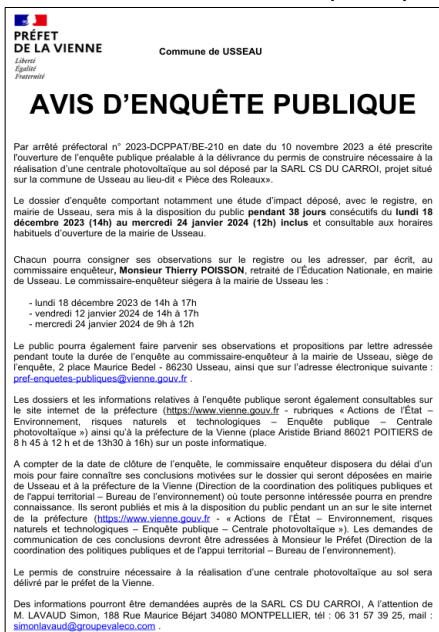 PRÉFET
DE LA VIENNE
Liberté
Égalité
Fraternité
Commune de USSEAU
AVIS D'ENQUÊTE PUBLIQUE
Par arrêté préfectoral n° 2023-DCPPAT/BE-210 en date du 10 novembre 2023 a été prescrite
l'ouverture de l'enquête publique préalable à la délivrance du permis de construire nécessaire à la
réalisation d'une centrale photovoltaïque au sol déposé par la SARL CS DU CARROI, projet situé
sur la commune de Usseau au lieu-dit « Pièce des Roleaux».
Le dossier d'enquête comportant notamment une étude d'impact déposé, avec le registre, en
mairie de Usseau, sera mis à la disposition du public pendant 38 jours consécutifs du lundi 18
décembre 2023 (14h) au mercredi 24 janvier 2024 (12h) inclus et consultable aux horaires
habituels d'ouverture de la mairie de Usseau.
Chacun pourra consigner ses observations sur le registre ou les adresser, par écrit, au
commissaire enquêteur, Monsieur Thierry POISSON, retraité de l'Éducation Nationale, en mairie
de Usseau. Le commissaire-enquêteur siégera à la mairie de Usseau les :
- lundi 18 décembre 2023 de 14h à 17h
- vendredi 12 janvier 2024 de 14h à 17h
- mercredi 24 janvier 2024 de 9h à 12h
Le public pourra également faire parvenir ses observations et propositions par lettre adressée
pendant toute la durée de l'enquête au commissaire-enquêteur à la mairie de Usseau, siège de
l'enquête, 2 place Maurice Bedel - 86230 Usseau, ainsi que sur l'adresse électronique suivante :
pref-enquetes-publiques@vienne.gouv.fr .
Les dossiers et les informations relatives à l'enquête publique seront également consultables sur
le site internet de la préfecture (https://www.vienne.gouv.fr - rubriques « Actions de l'État –
Environnement, risques naturels et technologiques – Enquête publique – Centrale
photovoltaïque ») ainsi qu'à la préfecture de la Vienne (place Aristide Briand 86021 POITIERS de
8 h 45 à 12 h et de 13h30 à 16h) sur un poste informatique.
A compter de la date de clôture de l'enquête, le commissaire enquêteur disposera du délai d'un
mois pour faire connaître ses conclusions motivées sur le dossier qui seront déposées en mairie
de Usseau et à la préfecture de la Vienne (Direction de la coordination des politiques publiques et
de l'appui territorial – Bureau de l'environnement) où toute personne intéressée pourra en prendre
connaissance. Ils seront publiés et mis à la disposition du public pendant un an sur le site internet
de la préfecture (https://www.vienne.gouv.fr - « Actions de l'État – Environnement, risques
naturels et technologiques – Enquête publique – Centrale photovoltaïque »). Les demandes de
communication de ces conclusions devront être adressées à Monsieur le Préfet (Direction de la
coordination des politiques publiques et de l'appui territorial – Bureau de l'environnement).
Le permis de construire nécessaire à la réalisation d'une centrale photovoltaïque au sol sera
délivré par le préfet de la Vienne.
Des informations pourront être demandées auprès de la SARL CS DU CARROI, A l'attention de
M. LAVAUD Simon, 188 Rue Maurice Béjart 34080 MONTPELLIER, tél : 06 31 57 39 25, mail :
simonlavaud@groupevaleco.com .